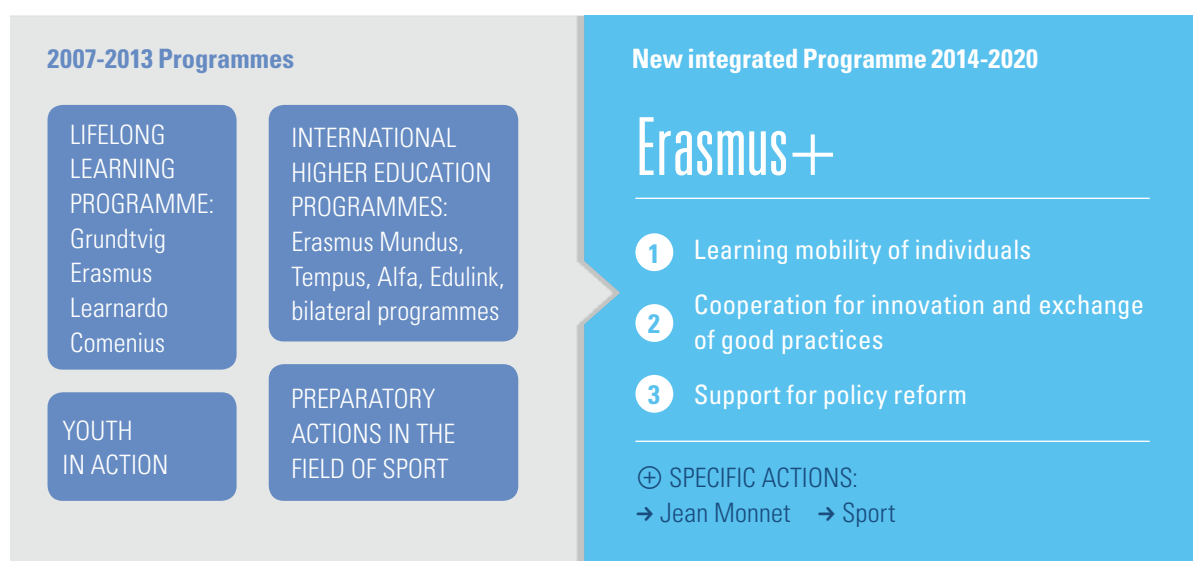 2007-2013 Programmes
LIFELONG
LEARNING
PROGRAMME:
Grundtvig
Erasmus
Learnardo
Comenius
INTERNATIONAL
HIGHER EDUCATION
PROGRAMMES:
Erasmus Mundus,
Tempus, Alfa, Edulink,
bilateral programmes
YOUTH
IN ACTION
PREPARATORY
ACTIONS IN THE
FIELD OF SPORT
New integrated Programme 2014-2020
Erasmus+
1 Learning mobility of individuals
2 Cooperation for innovation and exchange
of good practices
3 Support for policy reform
⊕ SPECIFIC ACTIONS:
→ Jean Monnet → Sport